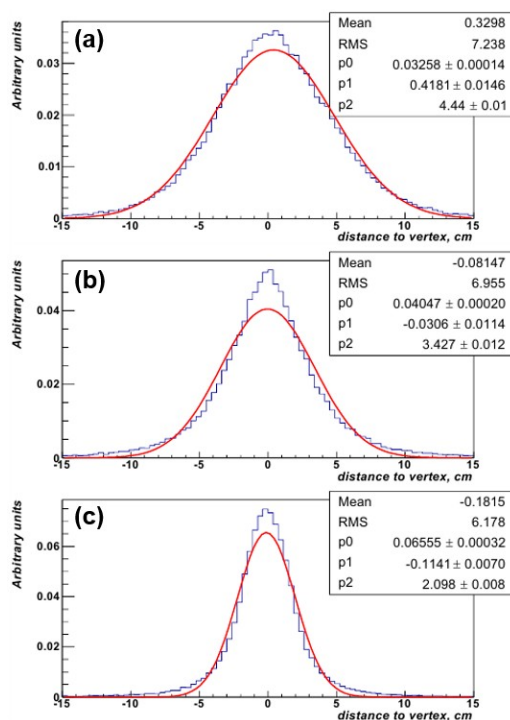 (a)
Arbitrary units
Mean 0.3298
RMS 7.238
p0 0.03258 ± 0.00014
p1 0.4181 ± 0.0146
p2 4.44 ± 0.01
0.03
0.02
0.01
0
-15 -10 -5 0 5 10 15
distance to vertex, cm
(b)
Arbitrary units
Mean -0.08147
RMS 6.955
p0 0.04047 ± 0.00020
p1 -0.0306 ± 0.0114
p2 3.427 ± 0.012
0.04
0.02
0
-15 -10 -5 0 5 10 15
distance to vertex, cm
(c)
Arbitrary units
Mean -0.1815
RMS 6.178
p0 0.06555 ± 0.00032
p1 -0.1141 ± 0.0070
p2 2.098 ± 0.008
0.06
0.04
0.02
0
-15 -10 -5 0 5 10 15
distance to vertex, cm